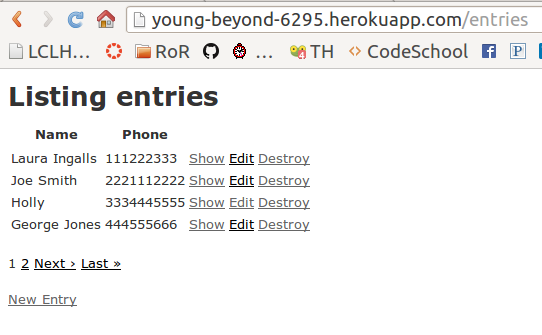 young-beyond-6295.herokuapp.com/entries
LCLH... RoR ... TH <> CodeSchool
Listing entries
Name Phone
Laura Ingalls 111222333 Show Edit Destroy
Joe Smith 2221112222 Show Edit Destroy
Holly 3334445555 Show Edit Destroy
George Jones 444555666 Show Edit Destroy
1 2 Next › Last »
New Entry